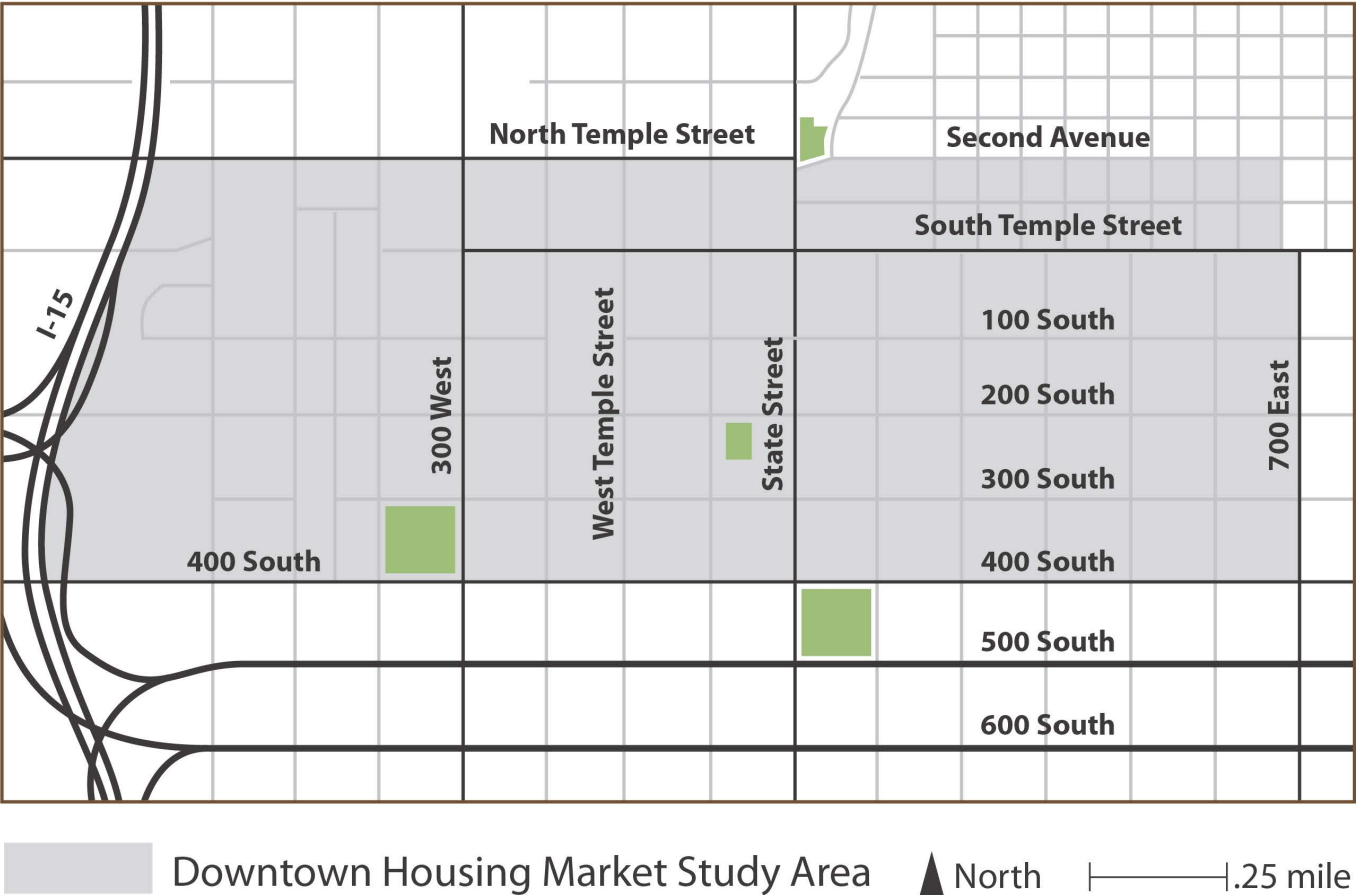 North Temple Street
Second Avenue
South Temple Street
I-15
100 South
300 West
West Temple Street
State Street
200 South
700 East
300 South
400 South
400 South
500 South
600 South
Downtown Housing Market Study Area
North
.25 mile